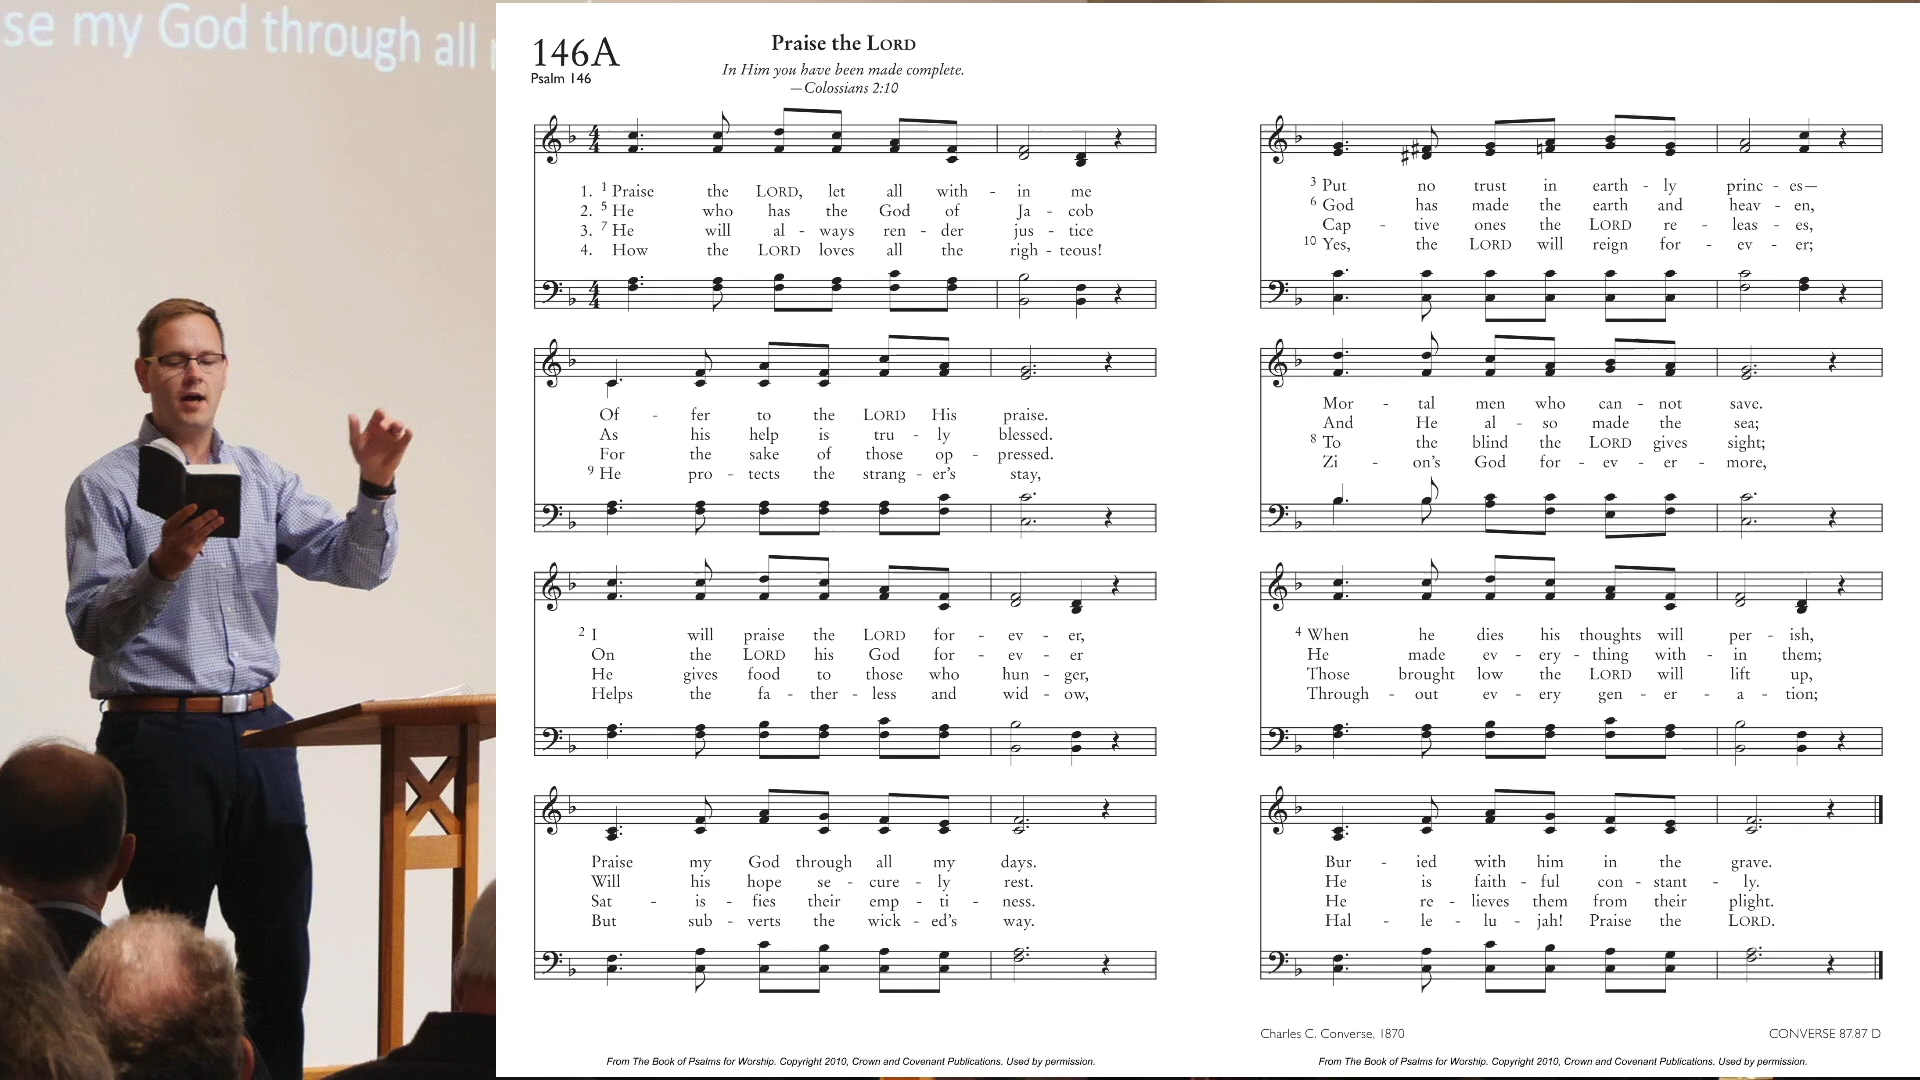 se my God through all
146A
Psalm 146
Praise the LORD
In Him you have been made complete.
—Colossians 2:10
1. 1 Praise the LORD, let all with - in me
2. 5 He who has the God of Ja - cob
3. 7 He will al - ways ren - der jus - tice
4. How the LORD loves all the righ - teous!
Of - fer to the LORD His praise.
As his help is tru - ly blessed.
For the sake of those op - pressed.
9 He pro - tects the strang - er's stay,
2 I will praise the LORD for - ev - er,
On the LORD his God for - ev - er
He gives food to those who hun - ger,
Helps the fa - ther - less and wid - ow,
Praise my God through all my days.
Will his hope se - cure - ly rest.
Sat - is - fies their emp - ti - ness.
But sub - verts the wick - ed's way.
3 Put no trust in earth - ly princ - es—
6 God has made the earth and heav - en,
Cap - tive ones the LORD re - leas - es,
10 Yes, the LORD will reign for - ev - er;
Mor - tal men who can - not save.
And He al - so made the sea;
8 To the blind the LORD gives sight;
Zi - on's God for - ev - er - more,
4 When he dies his thoughts will per - ish,
He made ev - ery - thing with - in them;
Those brought low the LORD will lift up,
Through - out ev - ery gen - er - a - tion;
Bur - ied with him in the grave.
He is faith - ful con - stant - ly.
He re - lieves them from their plight.
Hal - le - lu - jah! Praise the LORD.
Charles C. Converse, 1870
CONVERSE 87.87 D
From The Book of Psalms for Worship. Copyright 2010, Crown and Covenant Publications. Used by permission.
From The Book of Psalms for Worship. Copyright 2010, Crown and Covenant Publications. Used by permission.